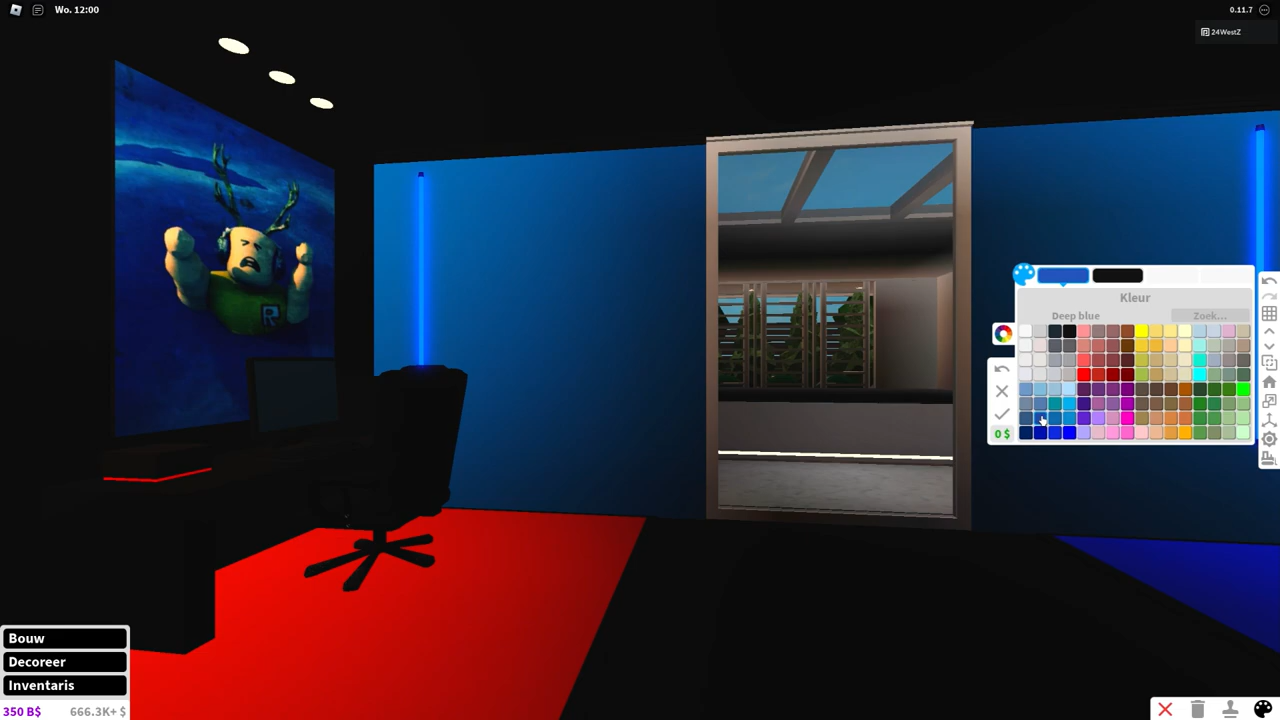 Wo. 12:00
0.11.7
24WestZ
Kleur
Deep blue
Zoek...
0 $
Bouw
Decoreer
Inventaris
350 B$ 666.3K+ $